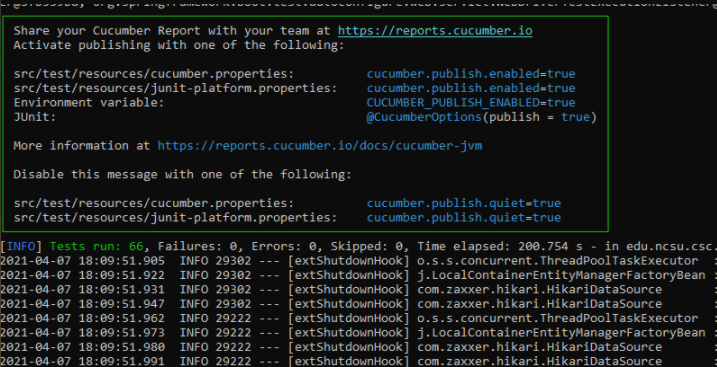 Share your Cucumber Report with your team at https://reports.cucumber.io
Activate publishing with one of the following:
src/test/resources/cucumber.properties: cucumber.publish.enabled=true
src/test/resources/junit-platform.properties: cucumber.publish.enabled=true
Environment variable: CUCUMBER_PUBLISH_ENABLED=true
JUnit: @CucumberOptions(publish = true)
More information at https://reports.cucumber.io/docs/cucumber-jvm
Disable this message with one of the following:
src/test/resources/cucumber.properties: cucumber.publish.quiet=true
src/test/resources/junit-platform.properties: cucumber.publish.quiet=true
[INFO] Tests run: 66, Failures: 0, Errors: 0, Skipped: 0, Time elapsed: 200.754 s - in edu.ncsu.csc.
2021-04-07 18:09:51.905 INFO 29302 --- [extShutdownHook] o.s.s.concurrent.ThreadPoolTaskExecutor :
2021-04-07 18:09:51.922 INFO 29302 --- [extShutdownHook] j.LocalContainerEntityManagerFactoryBean :
2021-04-07 18:09:51.931 INFO 29302 --- [extShutdownHook] com.zaxxer.hikari.HikariDataSource :
2021-04-07 18:09:51.947 INFO 29302 --- [extShutdownHook] com.zaxxer.hikari.HikariDataSource :
2021-04-07 18:09:51.962 INFO 29222 --- [extShutdownHook] o.s.s.concurrent.ThreadPoolTaskExecutor :
2021-04-07 18:09:51.973 INFO 29222 --- [extShutdownHook] j.LocalContainerEntityManagerFactoryBean :
2021-04-07 18:09:51.980 INFO 29222 --- [extShutdownHook] com.zaxxer.hikari.HikariDataSource :
2021-04-07 18:09:51.991 INFO 29222 --- [extShutdownHook] com.zaxxer.hikari.HikariDataSource :